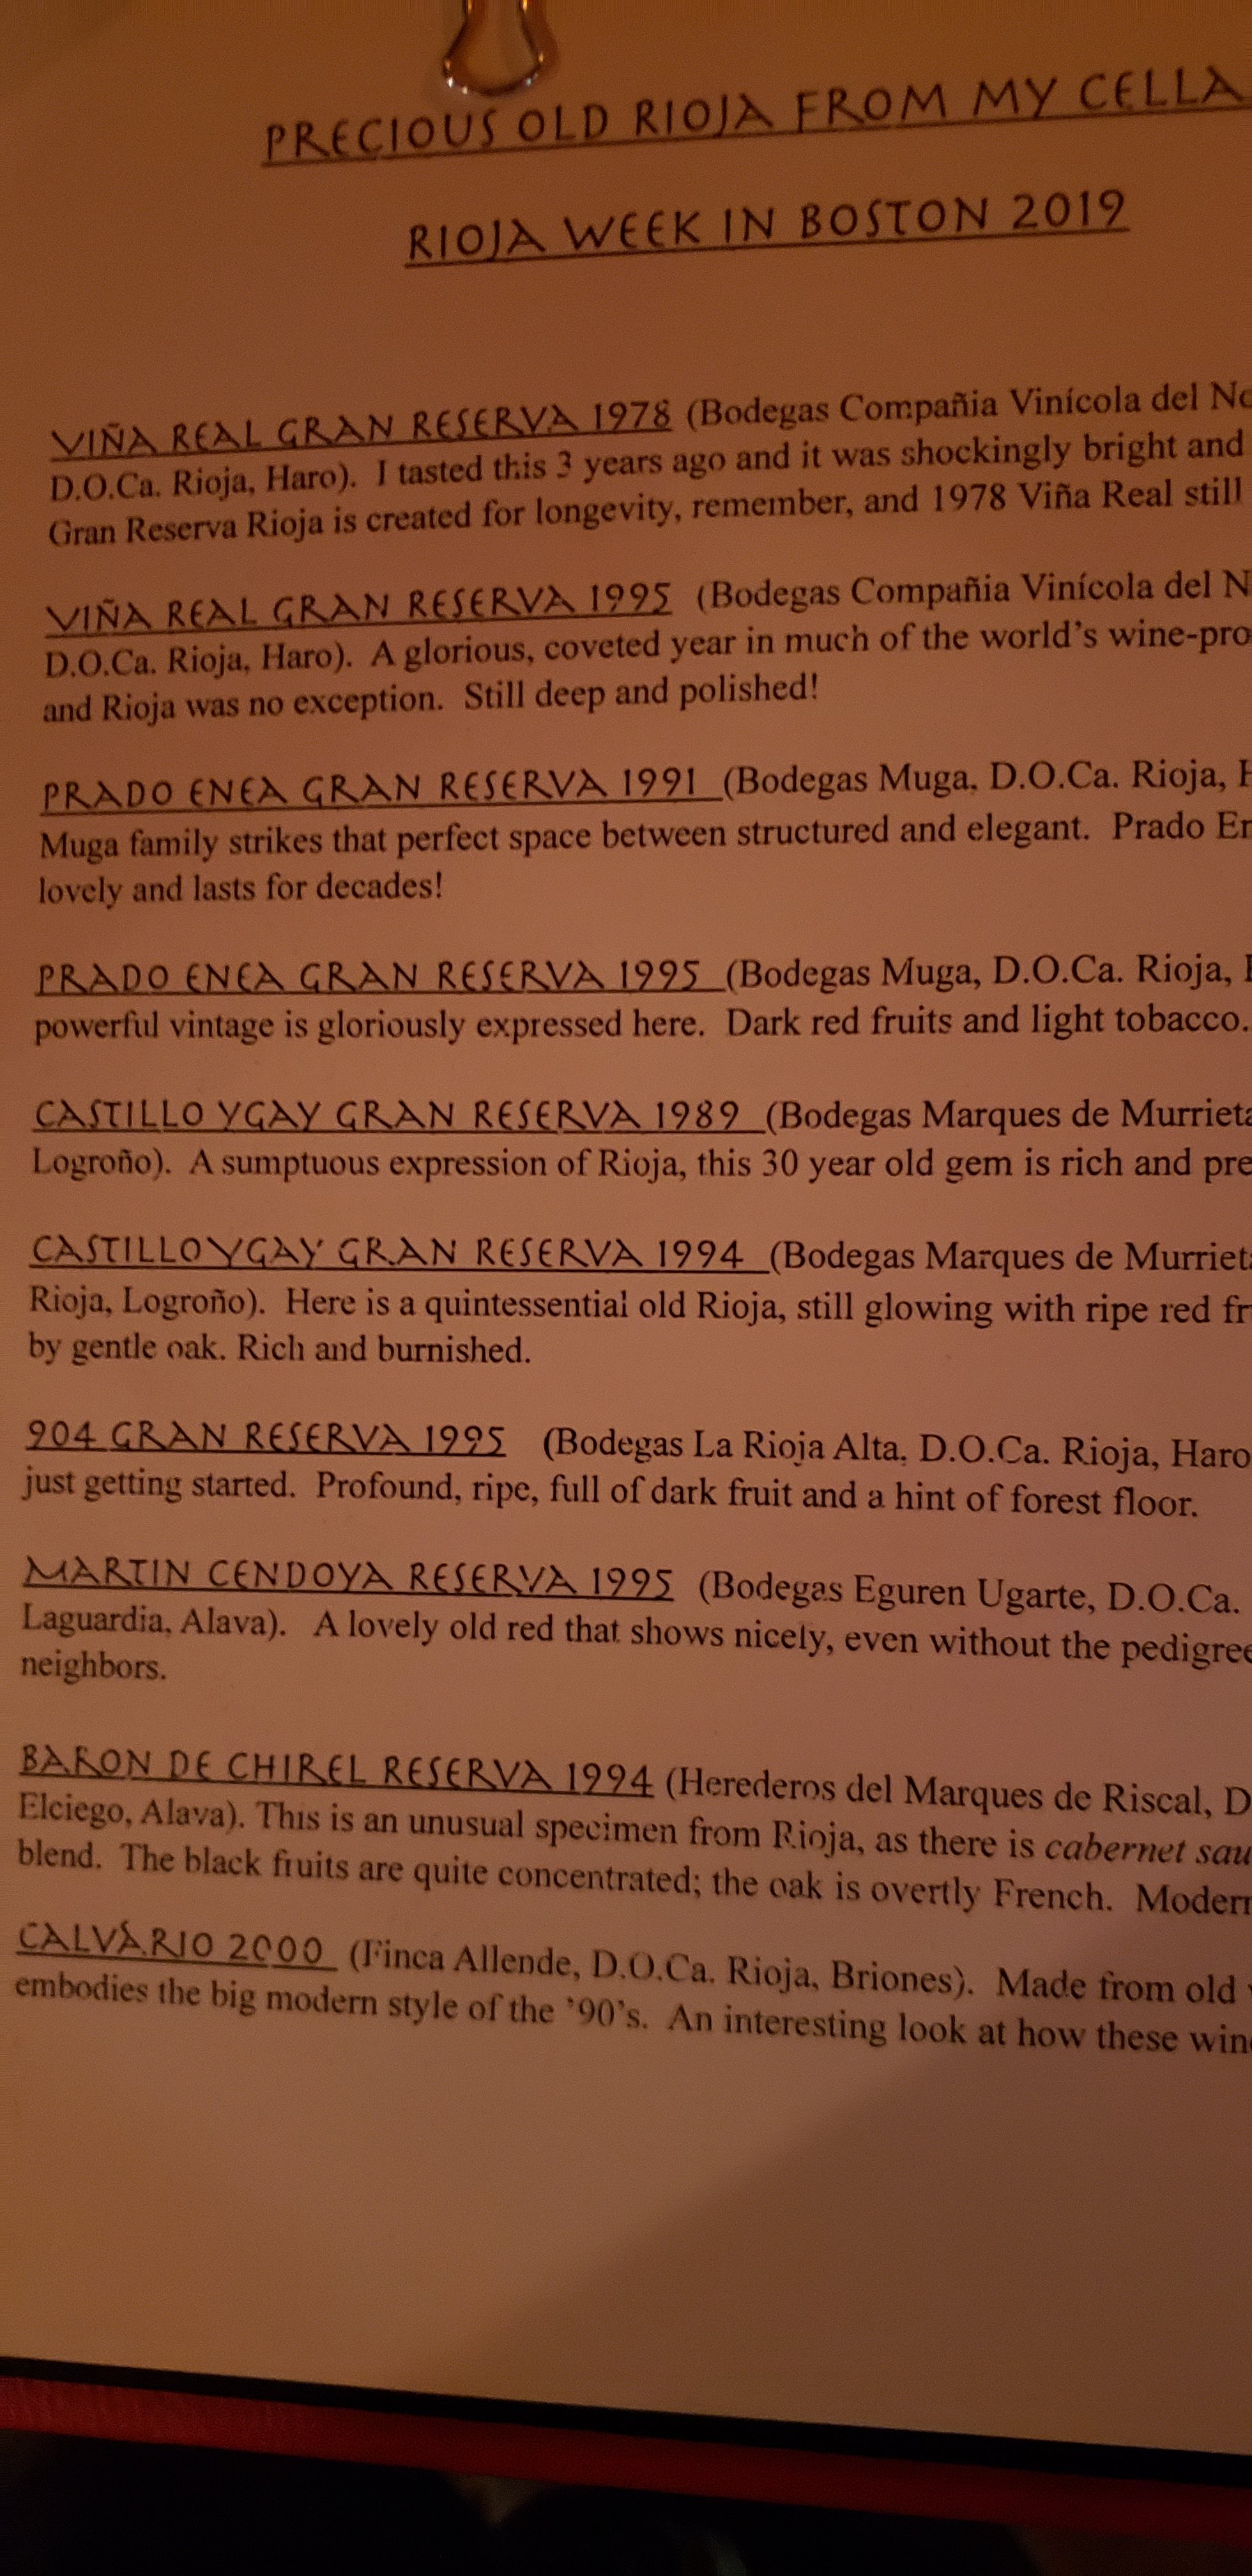 PRECIOUS OLD RIOJA FROM MY CELLA
RIOJA WEEK IN BOSTON 2019
VIÑA REAL GRAN RESERVA 1978 (Bodegas Compañia Vinícola del No
D.O.Ca. Rioja, Haro). I tasted this 3 years ago and it was shockingly bright and
Gran Reserva Rioja is created for longevity, remember, and 1978 Viña Real still
VIÑA REAL GRAN RESERVA 1995 (Bodegas Compañia Vinícola del N
D.O.Ca. Rioja, Haro). A glorious, coveted year in much of the world's wine-pro
and Rioja was no exception. Still deep and polished!
PRADO ENEA GRAN RESERVA 1991 (Bodegas Muga, D.O.Ca. Rioja, H
Muga family strikes that perfect space between structured and elegant. Prado En
lovely and lasts for decades!
PRADO ENEA GRAN RESERVA 1995 (Bodegas Muga, D.O.Ca. Rioja,
powerful vintage is gloriously expressed here. Dark red fruits and light tobacco.
CASTILLO YGAY GRAN RESERVA 1989 (Bodegas Marques de Murrieta
Logroño). A sumptuous expression of Rioja, this 30 year old gem is rich and pre
CASTILLO YGAY GRAN RESERVA 1994 (Bodegas Marques de Murrieta
Rioja, Logroño). Here is a quintessential old Rioja, still glowing with ripe red fr
by gentle oak. Rich and burnished.
904 GRAN RESERVA 1995 (Bodegas La Rioja Alta, D.O.Ca. Rioja, Haro
just getting started. Profound, ripe, full of dark fruit and a hint of forest floor.
MARTIN CENDOYA RESERVA 1995 (Bodegas Eguren Ugarte, D.O.Ca.
Laguardia, Alava). A lovely old red that shows nicely, even without the pedigree
neighbors.
BARON DE CHIREL RESERVA 1994 (Herederos del Marques de Riscal, D
Elciego, Alava). This is an unusual specimen from Rioja, as there is cabernet sau
blend. The black fruits are quite concentrated; the oak is overtly French. Modern
CALVARIO 2000 (Finca Allende, D.O.Ca. Rioja, Briones). Made from old
embodies the big modern style of the '90's. An interesting look at how these wine